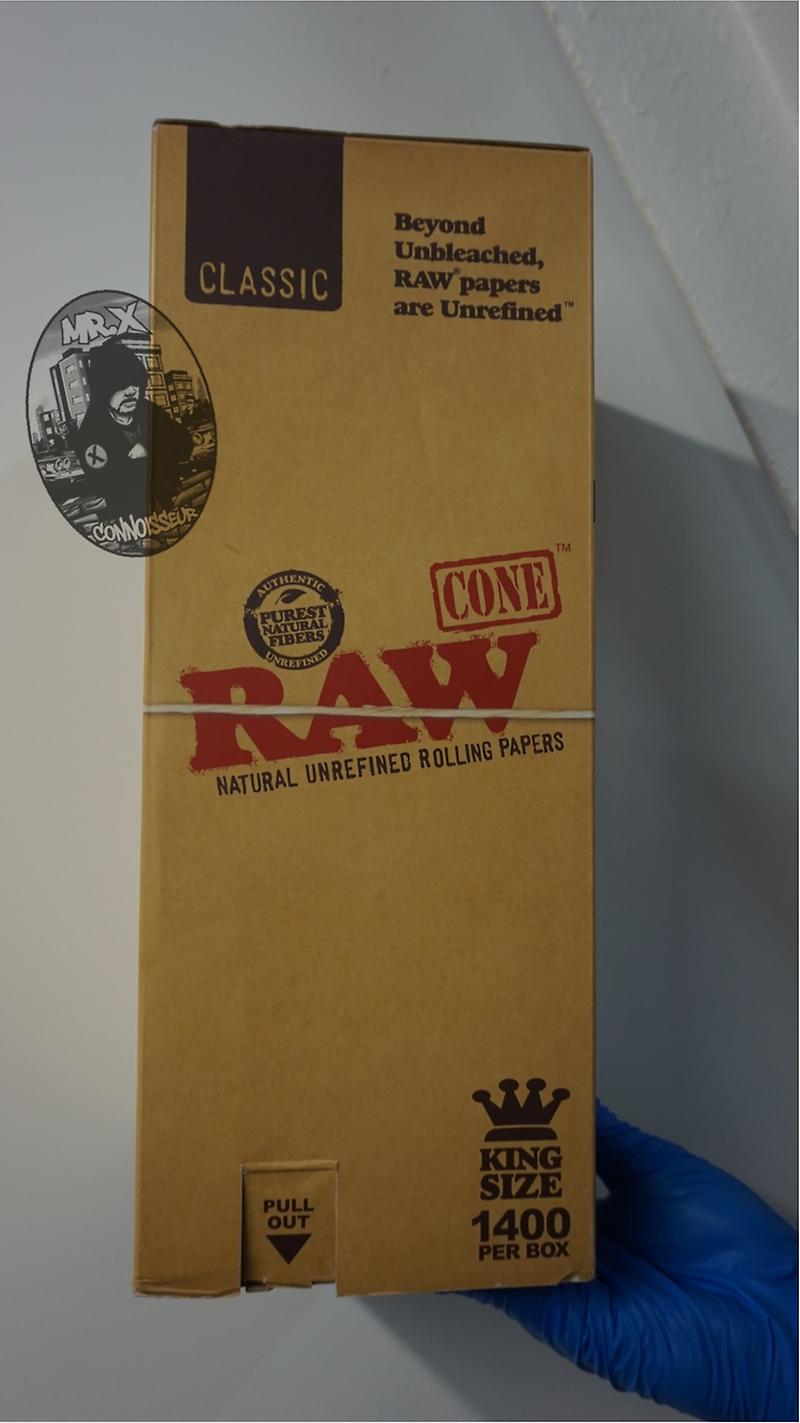 CLASSIC
Beyond
Unbleached,
RAW® papers
are Unrefined™
MR.X
X
CONNOISSEUR
AUTHENTIC
PUREST
NATURAL
FIBERS
UNREFINED
CONE™
RAW
NATURAL UNREFINED ROLLING PAPERS
KING
SIZE
1400
PER BOX
PULL
OUT